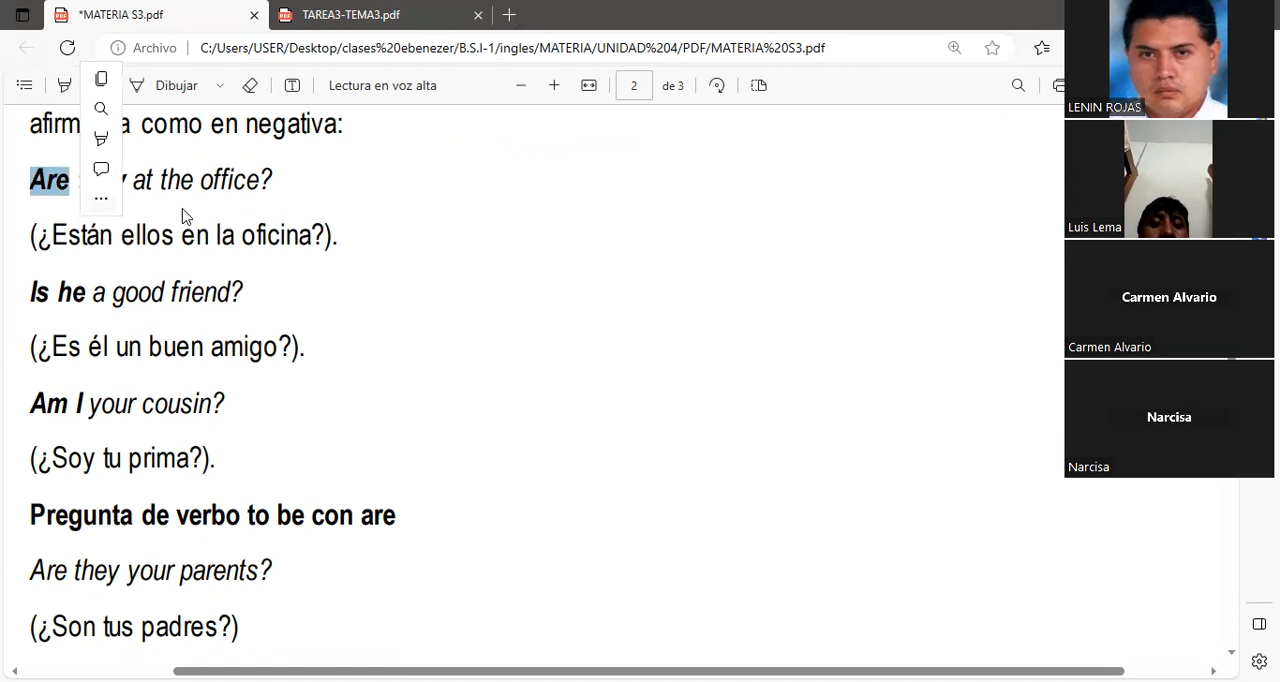 *MATERIA S3.pdf
TAREA3-TEMA3.pdf
Archivo
C:/Users/USER/Desktop/clases%20ebenezer/B.S.I-1/ingles/MATERIA/UNIDAD%204/PDF/MATERIA%20S3.pdf
Dibujar
Lectura en voz alta
2
de 3
como en negativa:
Are
at the office?
(¿Están ellos en la oficina?).
Is he a good friend?
(¿Es él un buen amigo?).
Am I your cousin?
(¿Soy tu prima?).
Pregunta de verbo to be con are
Are they your parents?
(¿Son tus padres?)
LENIN ROJAS
Luis Lema
Carmen Alvario
Carmen Alvario
Narcisa
Narcisa